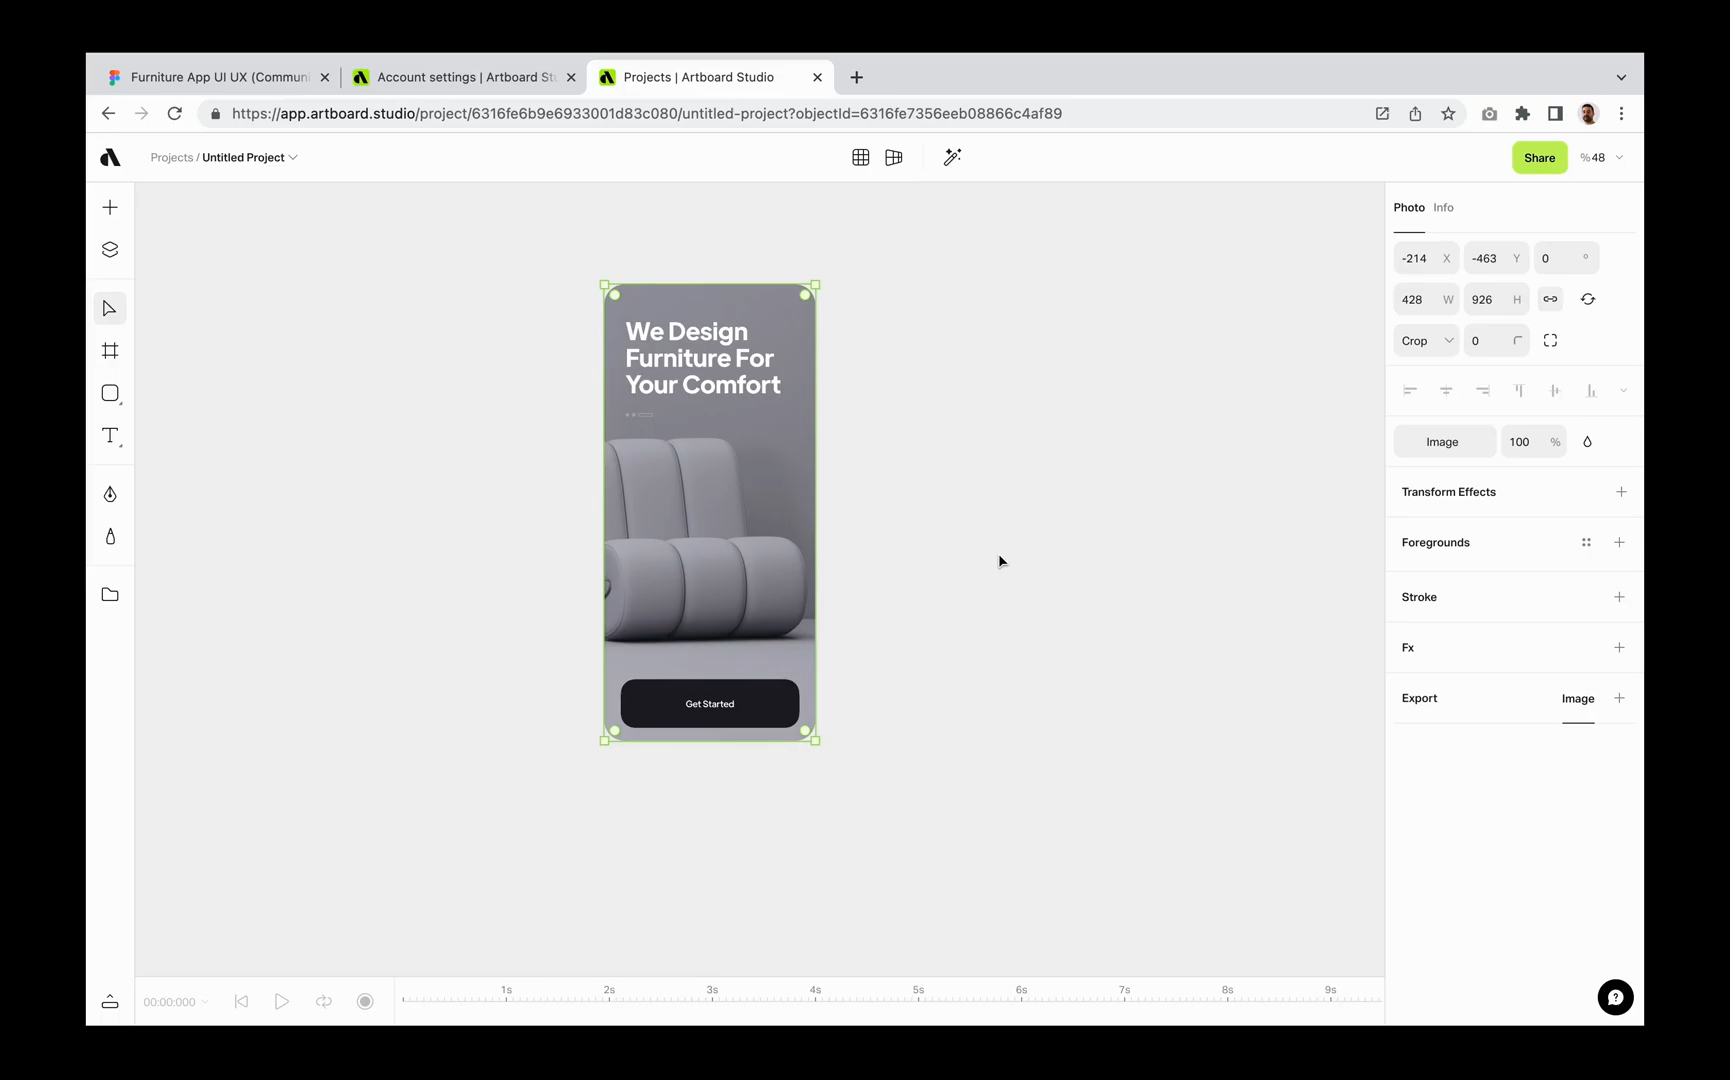 Furniture App UI UX (Communi
Account settings | Artboard Stu
Projects | Artboard Studio
https://app.artboard.studio/project/6316fe6b9e6933001d83c080/untitled-project?objectId=6316fe7356eeb08866c4af89
Projects / Untitled Project
Share
%48
Photo Info
-214 X -463 Y 0 °
428 W 926 H
Crop 0
Image 100 %
Transform Effects
Foregrounds
Stroke
Fx
Export Image
We Design
Furniture For
Your Comfort
Get Started
00:00:000
1s 2s 3s 4s 5s 6s 7s 8s 9s